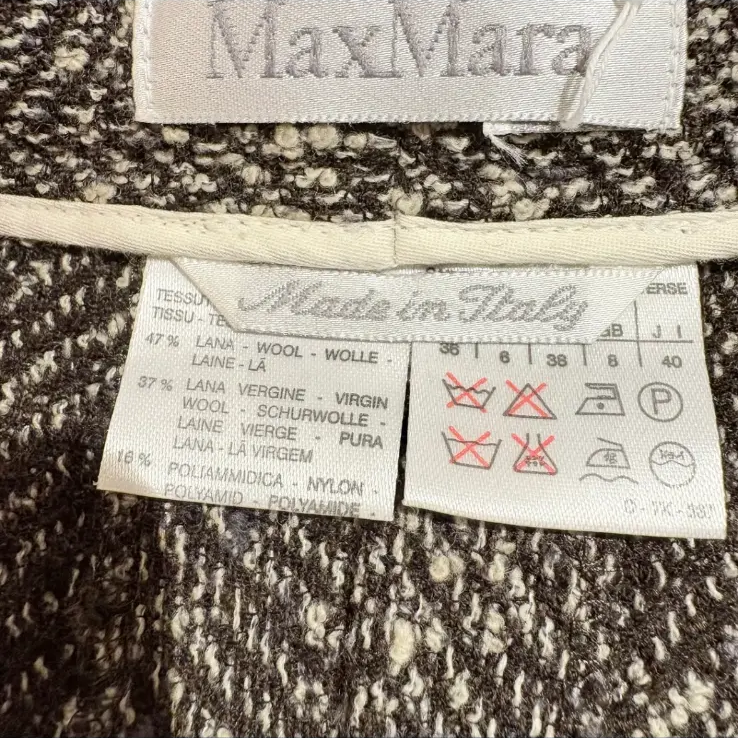 MaxMara
Made in Italy
47% LANA - WOOL - WOLLE -
LAINE - LÃ
37% LANA VERGINE - VIRGIN
WOOL - SCHURWOLLE -
LAINE VIERGE - PURA
LANA - LÃ VIRGEM
16% POLIAMMIDICA - NYLON -
POLYAMID - POLYAMIDE -
ERSE
GB J I
36 6 38 8 40
P